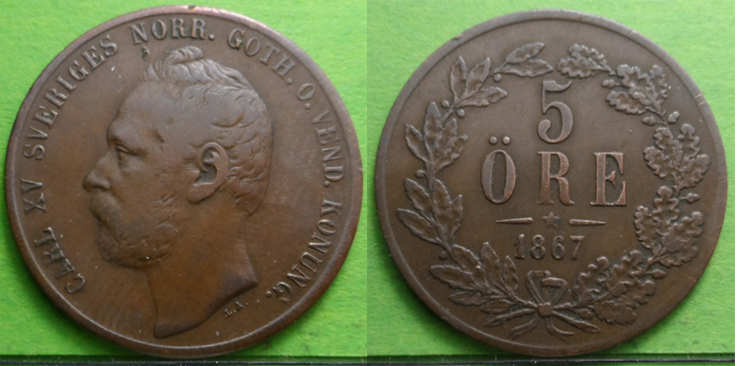 CARL XV SVERIGES NORR. GOTH. O. VEND. KONUNG.
L.A.
5
ÖRE
1867